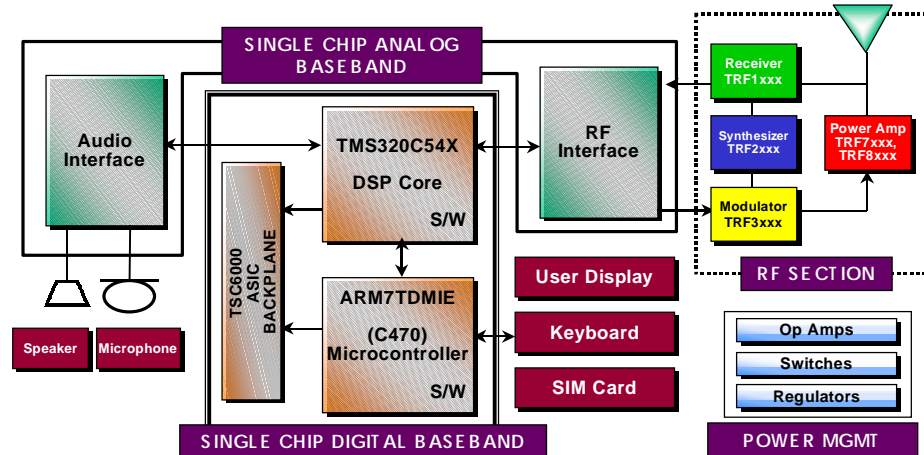 SINGLE CHIP ANALOG
BASEBAND
Audio
Interface
TMS320C54X
DSP Core
S/W
TSC6000
ASIC
BACKPLANE
ARM7TDMIE
(C470)
Microcontroller
S/W
RF
Interface
Receiver
TRF1xxx
Synthesizer
TRF2xxx
Power Amp
TRF7xxx,
TRF8xxx
Modulator
TRF3xxx
RF SECTION
User Display
Keyboard
SIM Card
Speaker
Microphone
Op Amps
Switches
Regulators
SINGLE CHIP DIGITAL BASEBAND
POWER MGMT